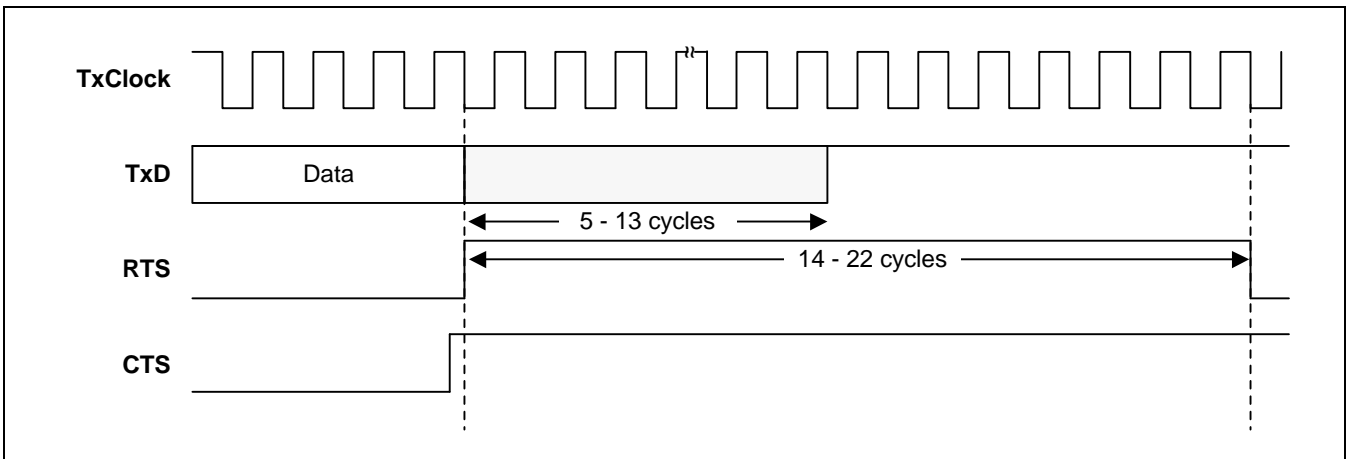 TxClock
TxD
Data
5 - 13 cycles
RTS
14 - 22 cycles
CTS